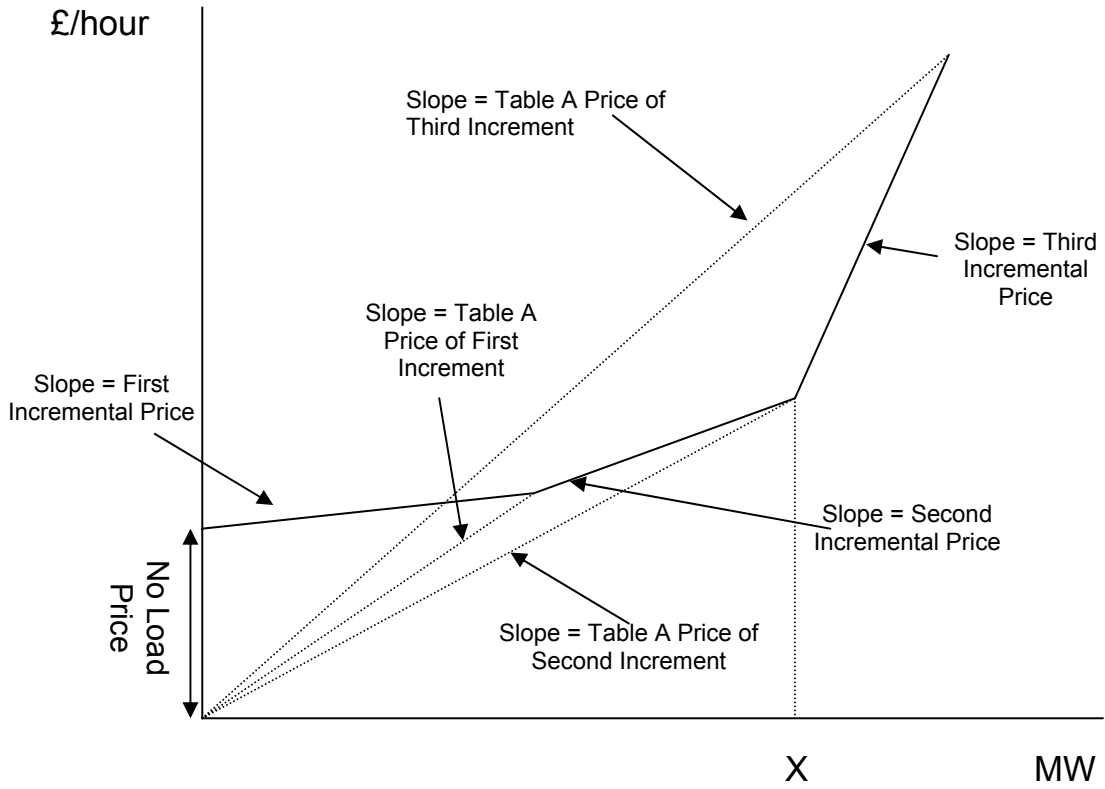 £/hour
Slope = Table A Price of
Third Increment
Slope = Third
Incremental
Price
Slope = Table A
Price of First
Increment
Slope = First
Incremental Price
Slope = Second
Incremental Price
No Load
Price
Slope = Table A Price of
Second Increment
X
MW